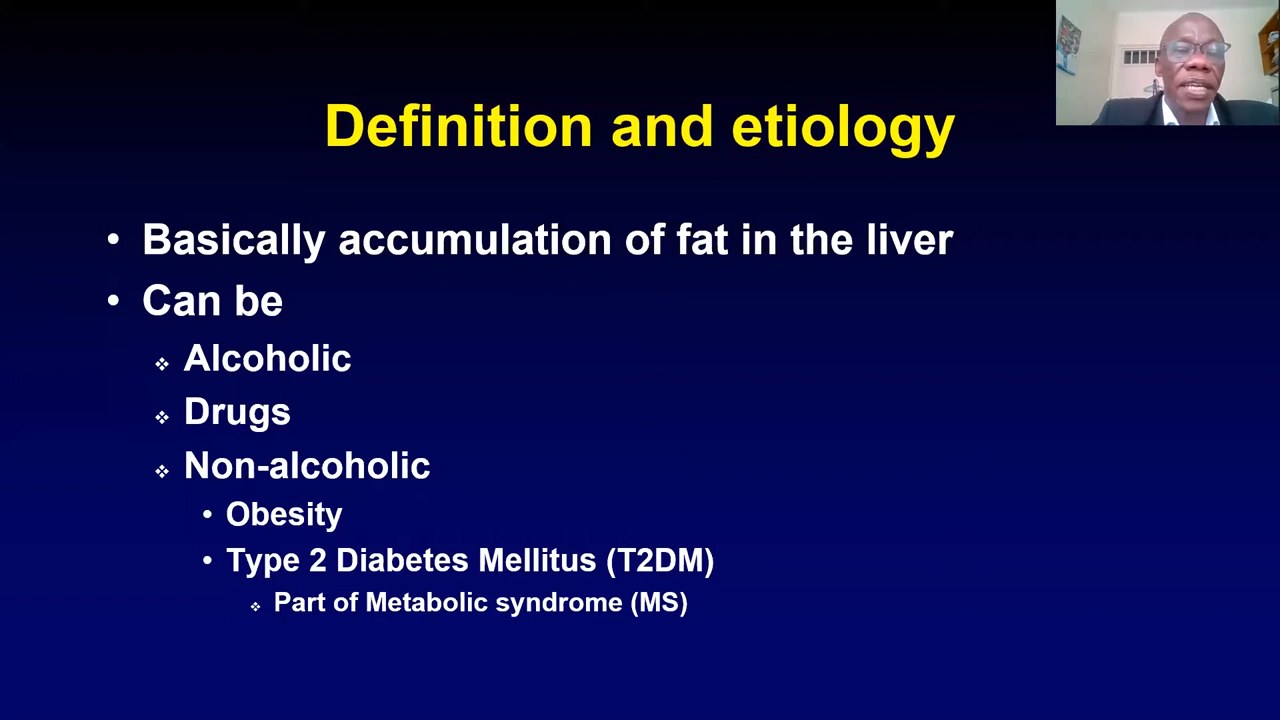 Definition and etiology
• Basically accumulation of fat in the liver
• Can be
❖ Alcoholic
❖ Drugs
❖ Non-alcoholic
• Obesity
• Type 2 Diabetes Mellitus (T2DM)
❖ Part of Metabolic syndrome (MS)